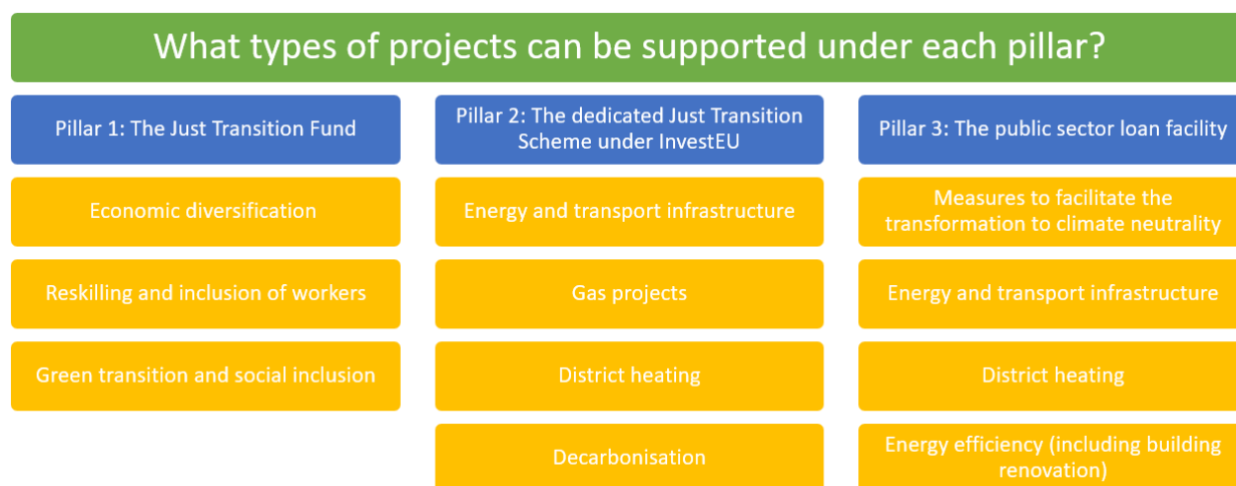 What types of projects can be supported under each pillar?
Pillar 1: The Just Transition Fund
Economic diversification
Reskilling and inclusion of workers
Green transition and social inclusion
Pillar 2: The dedicated Just Transition
Scheme under InvestEU
Energy and transport infrastructure
Gas projects
District heating
Decarbonisation
Pillar 3: The public sector loan facility
Measures to facilitate the
transformation to climate neutrality
Energy and transport infrastructure
District heating
Energy efficiency (including building
renovation)